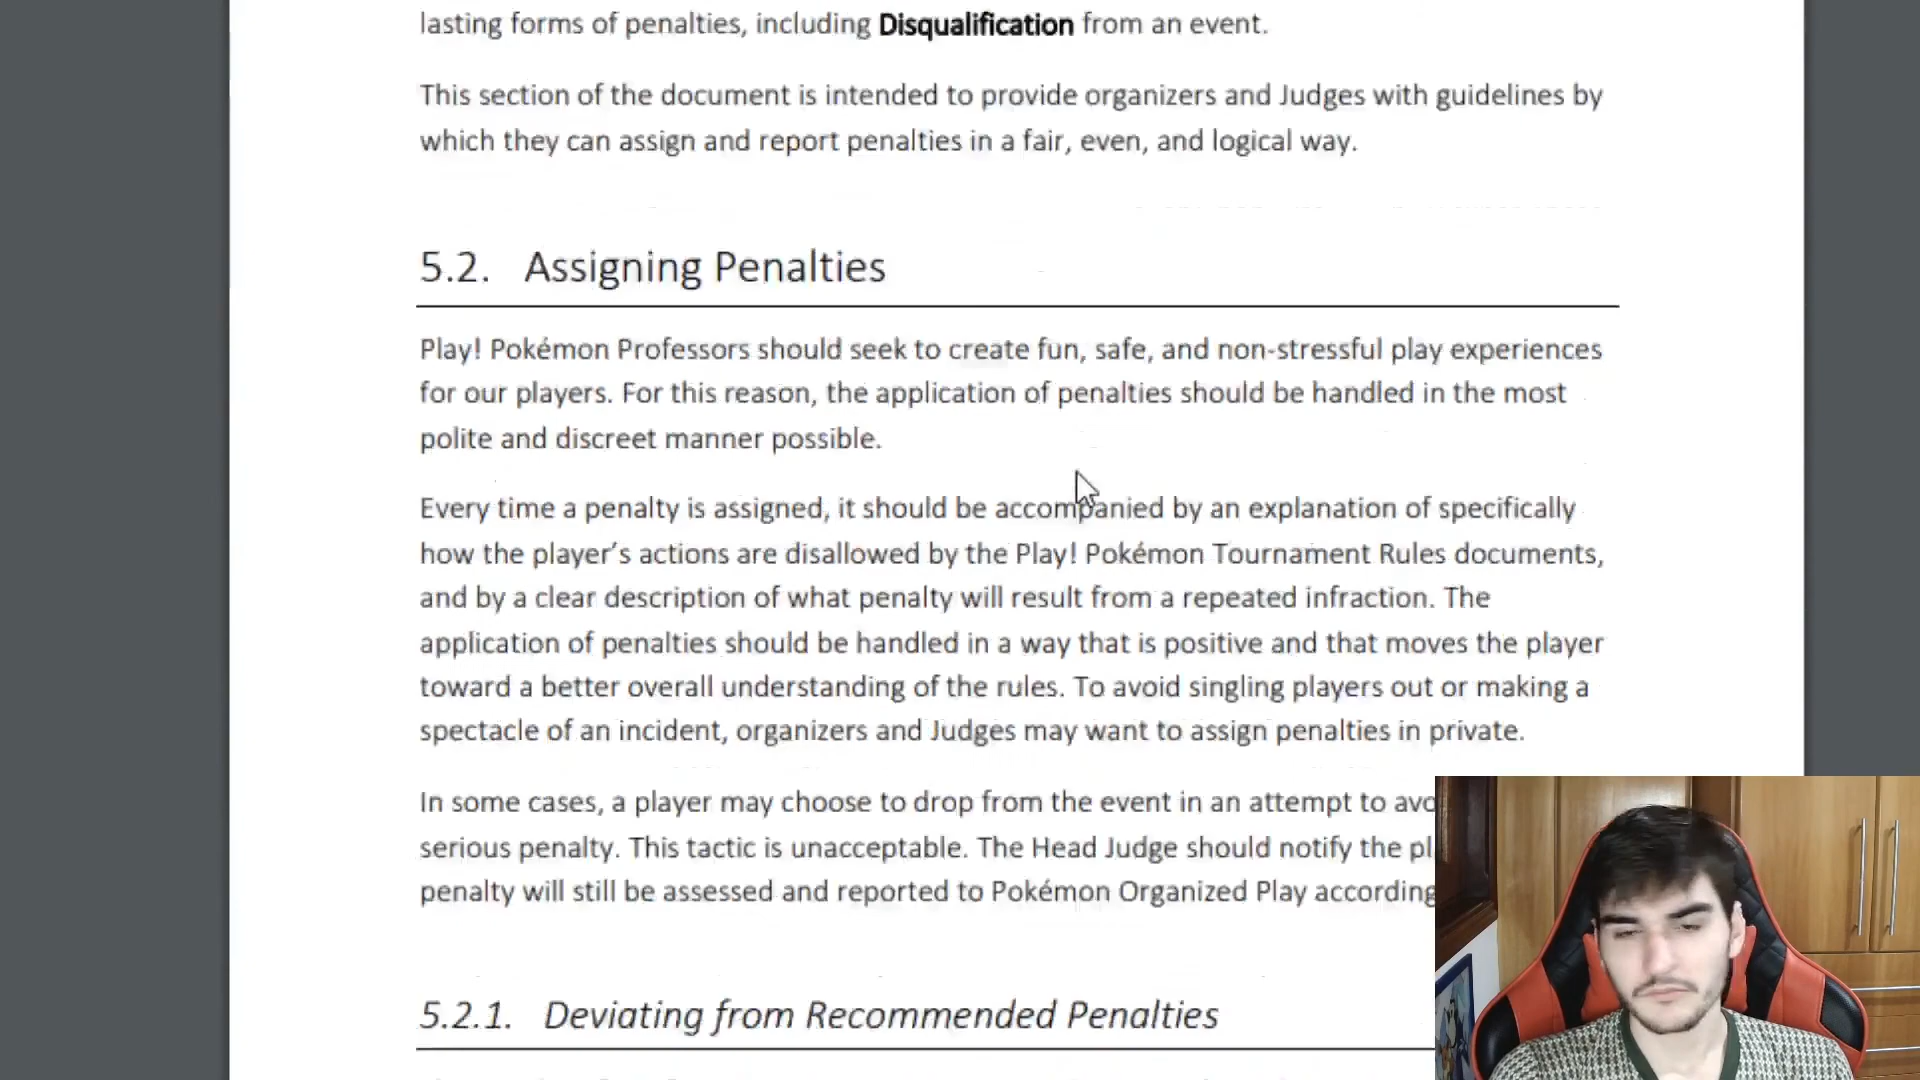 lasting forms of penalties, including Disqualification from an event.
This section of the document is intended to provide organizers and Judges with guidelines by
which they can assign and report penalties in a fair, even, and logical way.
5.2. Assigning Penalties
Play! Pokémon Professors should seek to create fun, safe, and non-stressful play experiences
for our players. For this reason, the application of penalties should be handled in the most
polite and discreet manner possible.
Every time a penalty is assigned, it should be accompanied by an explanation of specifically
how the player’s actions are disallowed by the Play! Pokémon Tournament Rules documents,
and by a clear description of what penalty will result from a repeated infraction. The
application of penalties should be handled in a way that is positive and that moves the player
toward a better overall understanding of the rules. To avoid singling players out or making a
spectacle of an incident, organizers and Judges may want to assign penalties in private.
In some cases, a player may choose to drop from the event in an attempt to
serious penalty. This tactic is unacceptable. The Head Judge should notify the
penalty will still be assessed and reported to Pokémon Organized Play
5.2.1. Deviating from Recommended Penalties